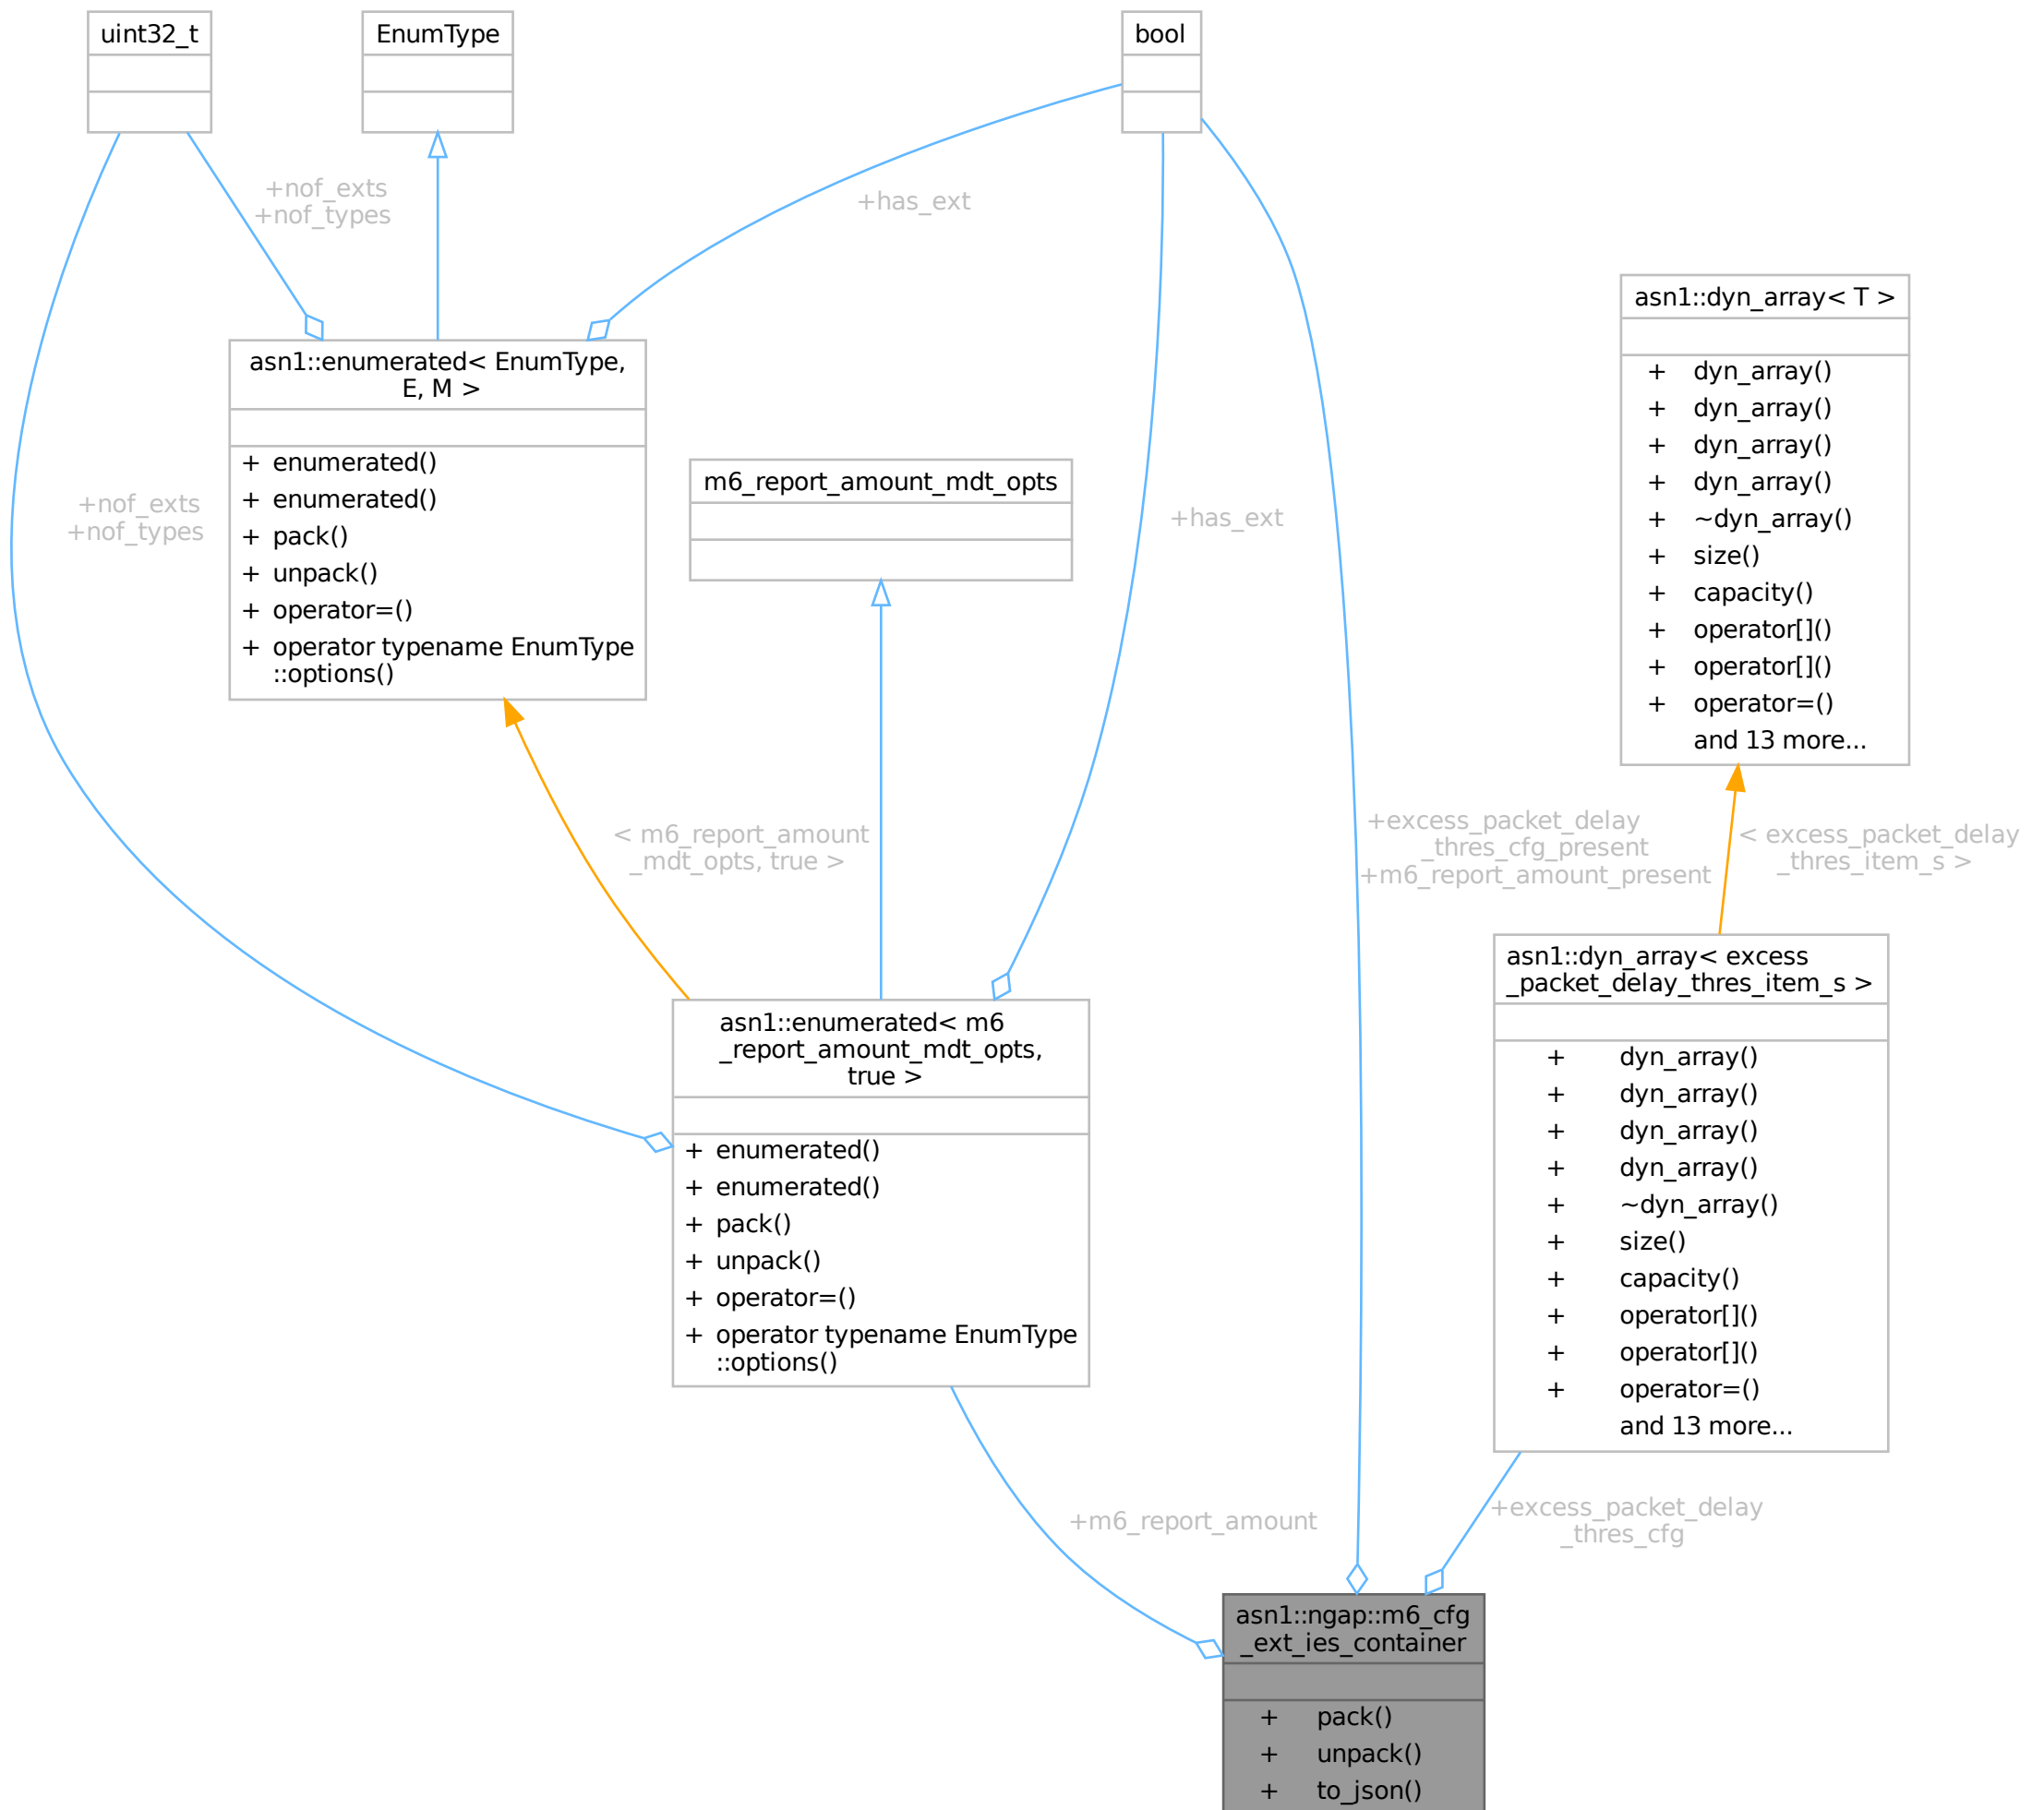 uint32_t
EnumType
bool
+nof_exts
+nof_types
+has_ext
asn1::dyn_array< T >
+ dyn_array()
+ dyn_array()
+ dyn_array()
+ dyn_array()
+ ~dyn_array()
+ size()
+ capacity()
+ operator[]()
+ operator[]()
+ operator=()
and 13 more...
asn1::enumerated< EnumType,
E, M >
+ enumerated()
+ enumerated()
+ pack()
+ unpack()
+ operator=()
+ operator typename EnumType
::options()
m6_report_amount_mdt_opts
+nof_exts
+nof_types
+has_ext
< m6_report_amount
_mdt_opts, true >
+excess_packet_delay
_thres_cfg_present
+m6_report_amount_present
< excess_packet_delay
_thres_item_s >
asn1::enumerated< m6
_report_amount_mdt_opts,
true >
+ enumerated()
+ enumerated()
+ pack()
+ unpack()
+ operator=()
+ operator typename EnumType
::options()
asn1::dyn_array< excess
_packet_delay_thres_item_s >
+ dyn_array()
+ dyn_array()
+ dyn_array()
+ dyn_array()
+ ~dyn_array()
+ size()
+ capacity()
+ operator[]()
+ operator[]()
+ operator=()
and 13 more...
+m6_report_amount
+excess_packet_delay
_thres_cfg
asn1::ngap::m6_cfg
_ext_ies_container
+ pack()
+ unpack()
+ to_json()